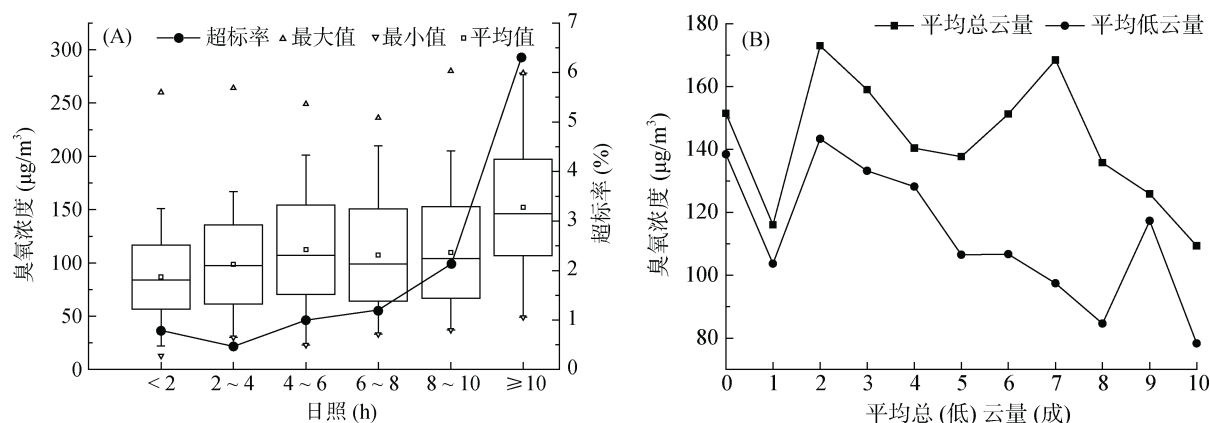 (A) 超标率 最大值 最小值 平均值
臭氧浓度 (μg/m³)
300
250
200
150
100
50
0
7
6
5
4
3
2
1
0
超标率 (%)
< 2 2 ~ 4 4 ~ 6 6 ~ 8 8 ~ 10 ≥10
日照 (h)
(B) 平均总云量 平均低云量
臭氧浓度 (μg/m³)
180
160
140
120
100
80
0 1 2 3 4 5 6 7 8 9 10
平均总 (低) 云量 (成)